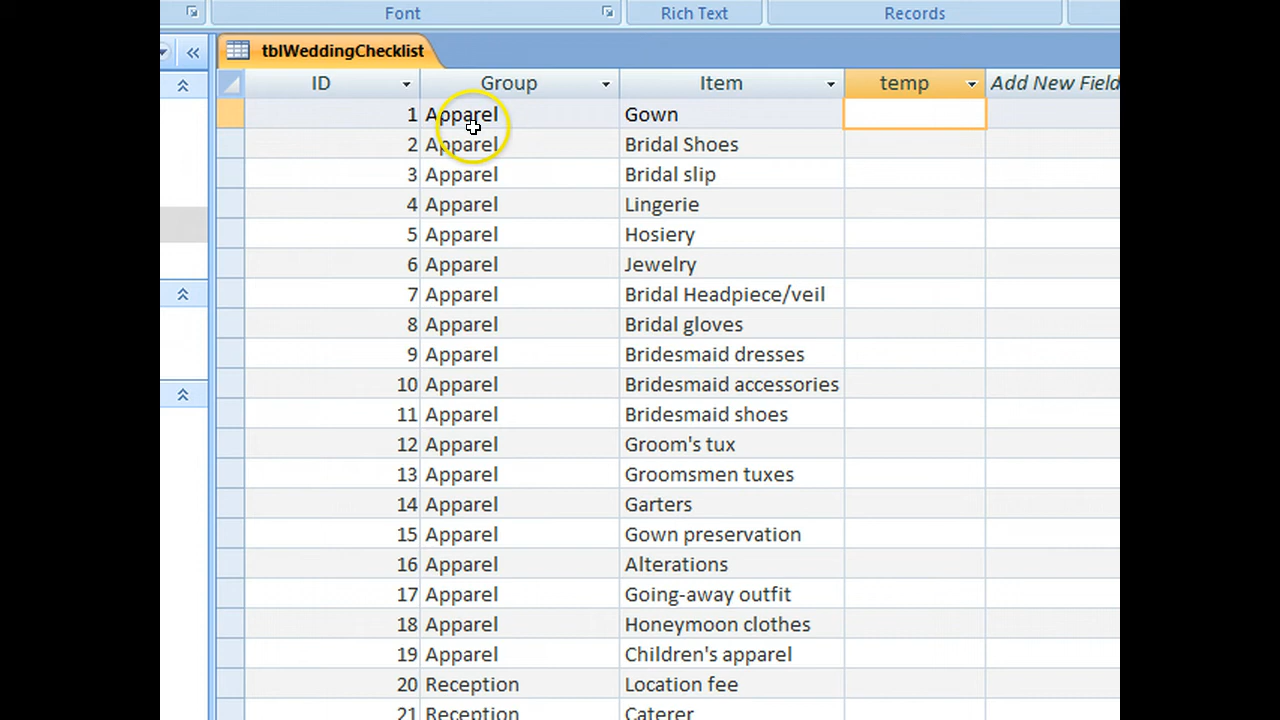 Font Rich Text Records
tblWeddingChecklist
ID Group Item temp Add New Field
1 Apparel Gown
2 Apparel Bridal Shoes
3 Apparel Bridal slip
4 Apparel Lingerie
5 Apparel Hosiery
6 Apparel Jewelry
7 Apparel Bridal Headpiece/veil
8 Apparel Bridal gloves
9 Apparel Bridesmaid dresses
10 Apparel Bridesmaid accessories
11 Apparel Bridesmaid shoes
12 Apparel Groom's tux
13 Apparel Groomsmen tuxes
14 Apparel Garters
15 Apparel Gown preservation
16 Apparel Alterations
17 Apparel Going-away outfit
18 Apparel Honeymoon clothes
19 Apparel Children's apparel
20 Reception Location fee
21 Reception Caterer